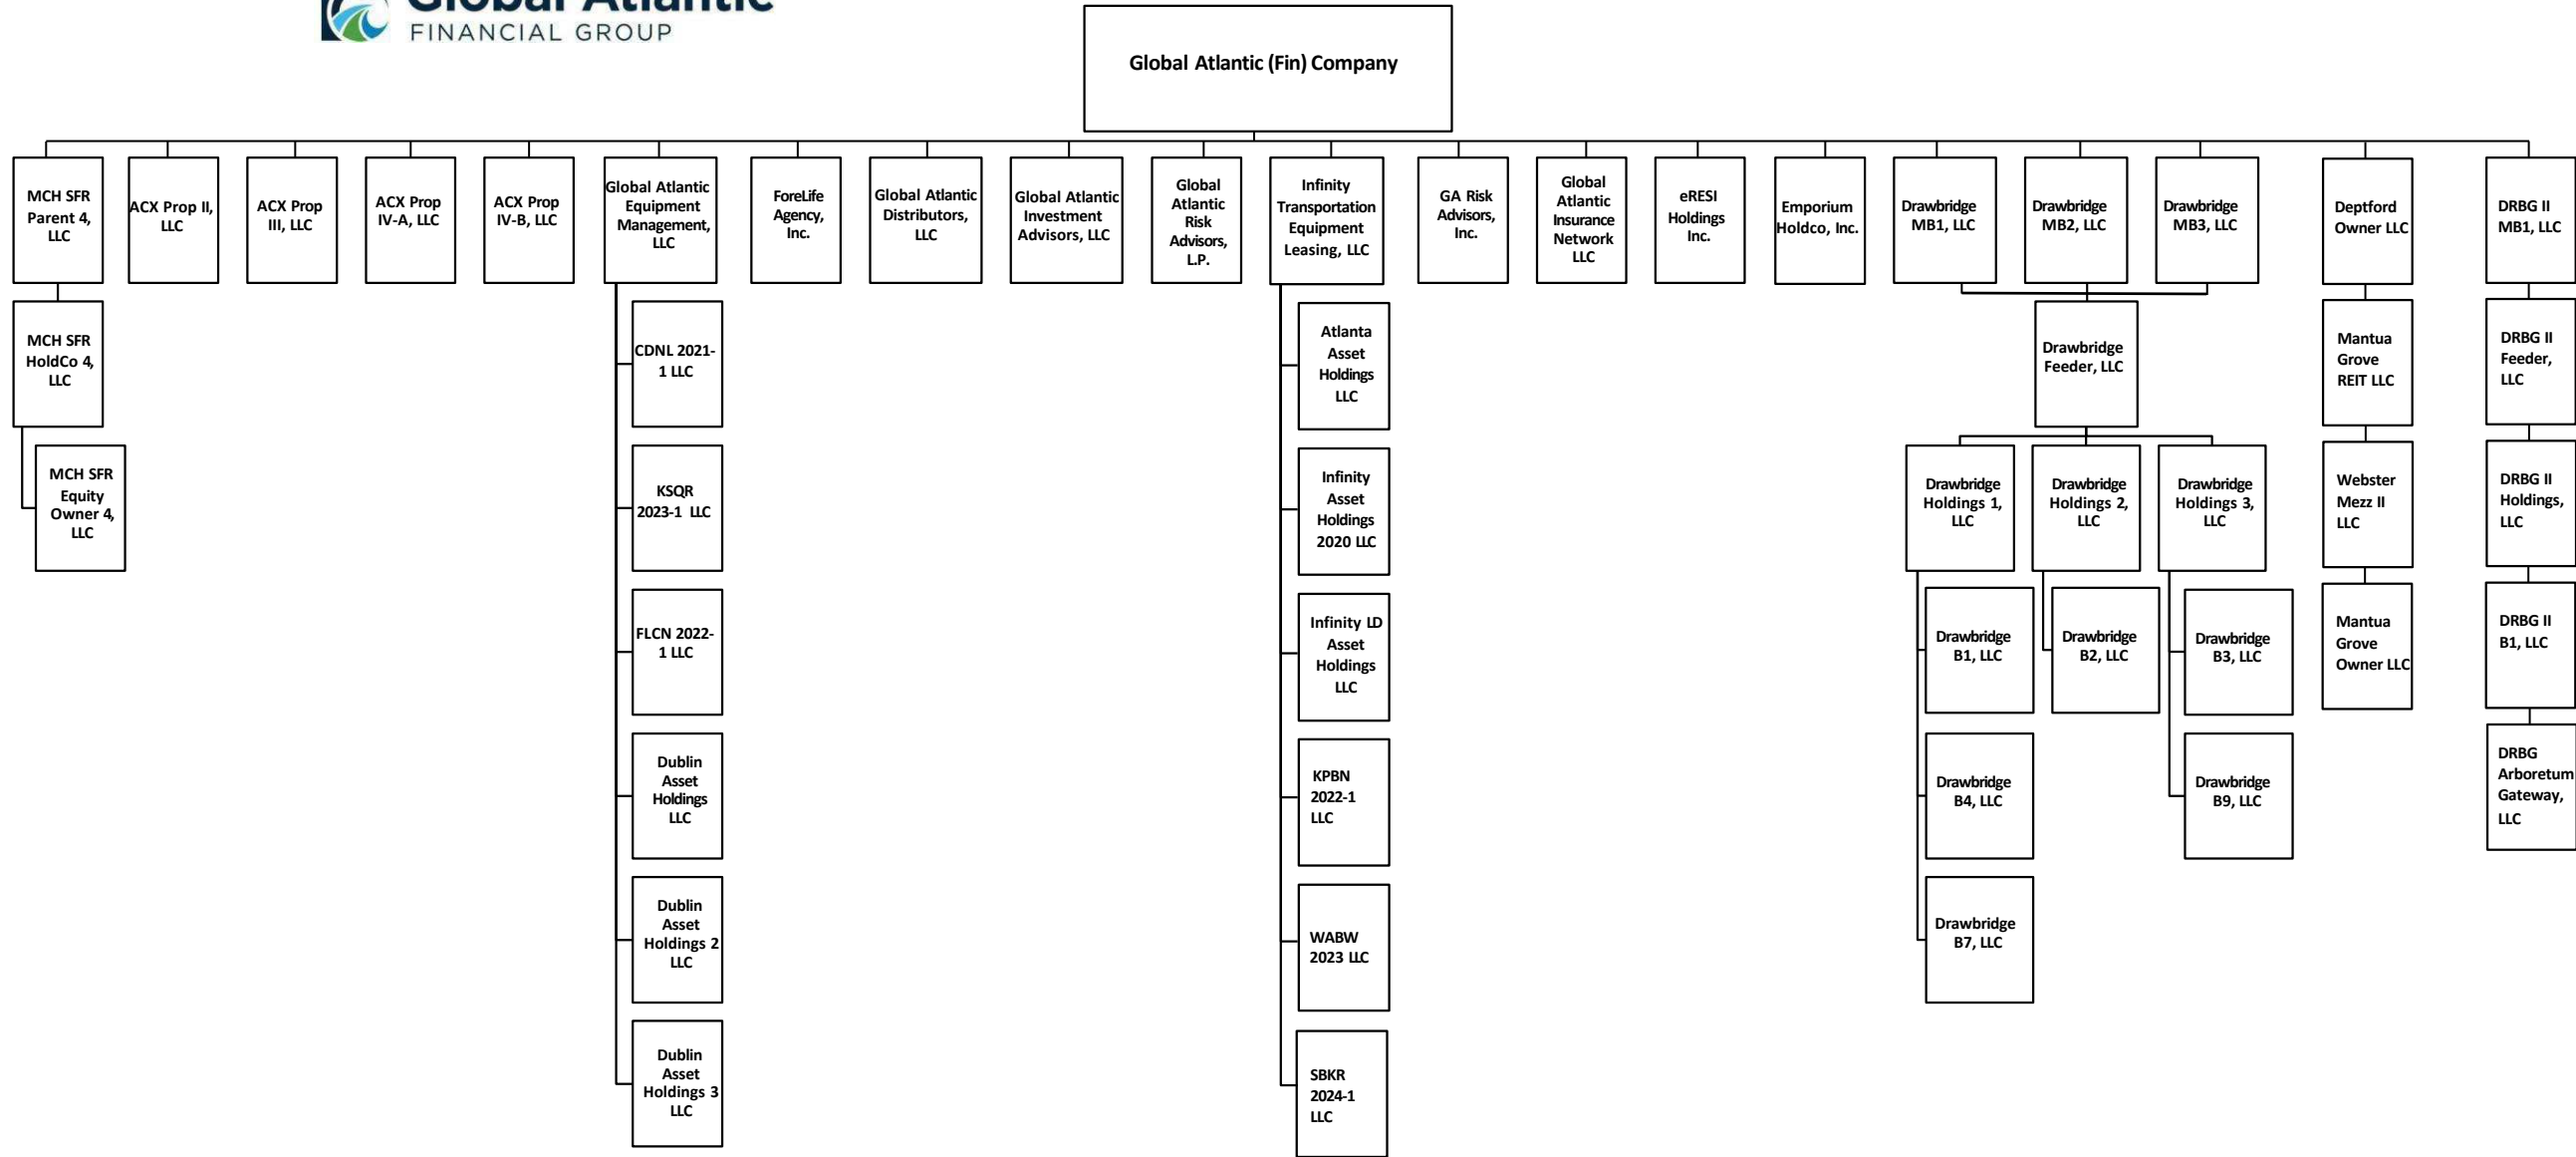 Global Atlantic
FINANCIAL GROUP
Global Atlantic (Fin) Company
MCH SFR
Parent 4,
LLC
ACX Prop II,
LLC
ACX Prop
III, LLC
ACX Prop
IV-A, LLC
ACX Prop
IV-B, LLC
Global Atlantic
Equipment
Management,
LLC
ForeLife
Agency,
Inc.
Global Atlantic
Distributors,
LLC
Global Atlantic
Investment
Advisors, LLC
Global
Atlantic
Risk
Advisors,
L.P.
Infinity
Transportation
Equipment
Leasing, LLC
GA Risk
Advisors,
Inc.
Global
Atlantic
Insurance
Network
LLC
eRESI
Holdings
Inc.
Emporium
Holdco, Inc.
Drawbridge
MB1, LLC
Drawbridge
MB2, LLC
Drawbridge
MB3, LLC
Deptford
Owner LLC
DRBG II
MB1, LLC
MCH SFR
HoldCo 4,
LLC
MCH SFR
Equity
Owner 4,
LLC
CDNL 2021-
1 LLC
KSQR
2023-1 LLC
FLCN 2022-
1 LLC
Dublin
Asset
Holdings
LLC
Dublin
Asset
Holdings 2
LLC
Dublin
Asset
Holdings 3
LLC
Atlanta
Asset
Holdings
LLC
Infinity
Asset
Holdings
2020 LLC
Infinity LD
Asset
Holdings
LLC
KPBN
2022-1
LLC
WABW
2023 LLC
SBKR
2024-1
LLC
Drawbridge
Feeder, LLC
Drawbridge
Holdings 1,
LLC
Drawbridge
Holdings 2,
LLC
Drawbridge
Holdings 3,
LLC
Drawbridge
B1, LLC
Drawbridge
B2, LLC
Drawbridge
B3, LLC
Drawbridge
B4, LLC
Drawbridge
B9, LLC
Drawbridge
B7, LLC
Mantua
Grove
REIT LLC
Webster
Mezz II
LLC
Mantua
Grove
Owner LLC
DRBG II
Feeder,
LLC
DRBG II
Holdings,
LLC
DRBG II
B1, LLC
DRBG
Arboretum
Gateway,
LLC